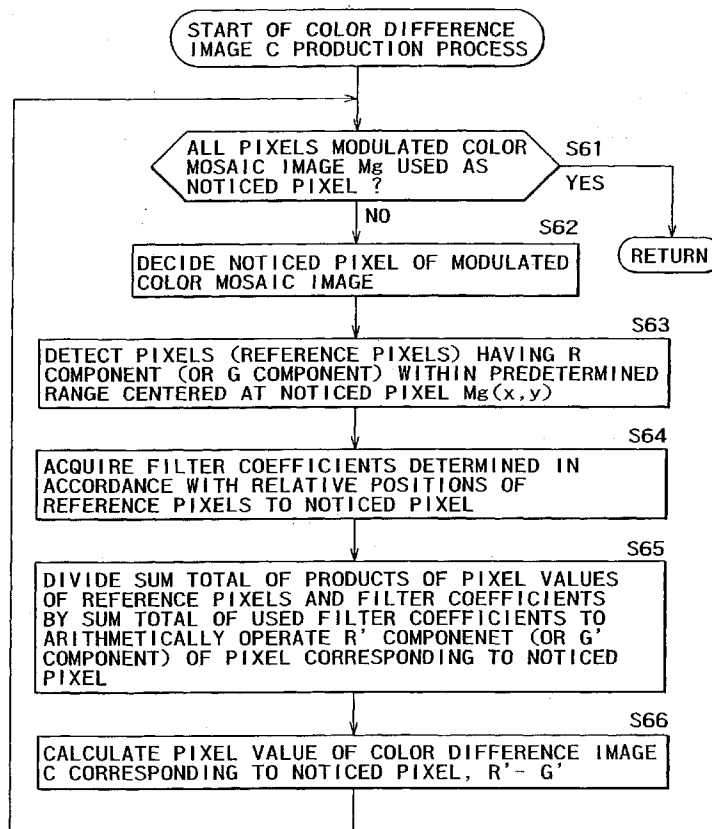 START OF COLOR DIFFERENCE
IMAGE C PRODUCTION PROCESS
ALL PIXELS MODULATED COLOR
MOSAIC IMAGE Mg USED AS
NOTICED PIXEL ?
S61
YES
NO
RETURN
S62
DECIDE NOTICED PIXEL OF MODULATED
COLOR MOSAIC IMAGE
S63
DETECT PIXELS (REFERENCE PIXELS) HAVING R
COMPONENT (OR G COMPONENT) WITHIN PREDETERMINED
RANGE CENTERED AT NOTICED PIXEL Mg(x,y)
S64
ACQUIRE FILTER COEFFICIENTS DETERMINED IN
ACCORDANCE WITH RELATIVE POSITIONS OF
REFERENCE PIXELS TO NOTICED PIXEL
S65
DIVIDE SUM TOTAL OF PRODUCTS OF PIXEL VALUES
OF REFERENCE PIXELS AND FILTER COEFFICIENTS
BY SUM TOTAL OF USED FILTER COEFFICIENTS TO
ARITHMETICALLY OPERATE R' COMPONENET (OR G'
COMPONENT) OF PIXEL CORRESPONDING TO NOTICED
PIXEL
S66
CALCULATE PIXEL VALUE OF COLOR DIFFERENCE IMAGE
C CORRESPONDING TO NOTICED PIXEL, R'- G'